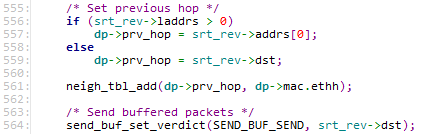 555: /* Set previous hop */
556: if (srt_rev->laddrs > 0)
557: dp->prv_hop = srt_rev->addrs[0];
558: else
559: dp->prv_hop = srt_rev->dst;
560:
561: neigh_tbl_add(dp->prv_hop, dp->mac.ethh);
562:
563: /* Send buffered packets */
564: send_buf_set_verdict(SEND_BUF_SEND, srt_rev->dst);